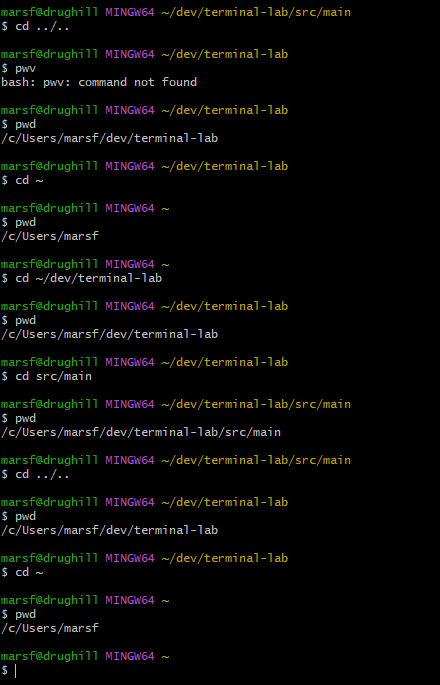 marsf@drughill MINGW64 ~/dev/terminal-lab/src/main
$ cd ../..
marsf@drughill MINGW64 ~/dev/terminal-lab
$ pwv
bash: pwv: command not found
marsf@drughill MINGW64 ~/dev/terminal-lab
$ pwd
/c/Users/marsf/dev/terminal-lab
marsf@drughill MINGW64 ~/dev/terminal-lab
$ cd ~
marsf@drughill MINGW64 ~
$ pwd
/c/Users/marsf
marsf@drughill MINGW64 ~
$ cd ~/dev/terminal-lab
marsf@drughill MINGW64 ~/dev/terminal-lab
$ pwd
/c/Users/marsf/dev/terminal-lab
marsf@drughill MINGW64 ~/dev/terminal-lab
$ cd src/main
marsf@drughill MINGW64 ~/dev/terminal-lab/src/main
$ pwd
/c/Users/marsf/dev/terminal-lab/src/main
marsf@drughill MINGW64 ~/dev/terminal-lab/src/main
$ cd ../..
marsf@drughill MINGW64 ~/dev/terminal-lab
$ pwd
/c/Users/marsf/dev/terminal-lab
marsf@drughill MINGW64 ~/dev/terminal-lab
$ cd ~
marsf@drughill MINGW64 ~
$ pwd
/c/Users/marsf
marsf@drughill MINGW64 ~
$